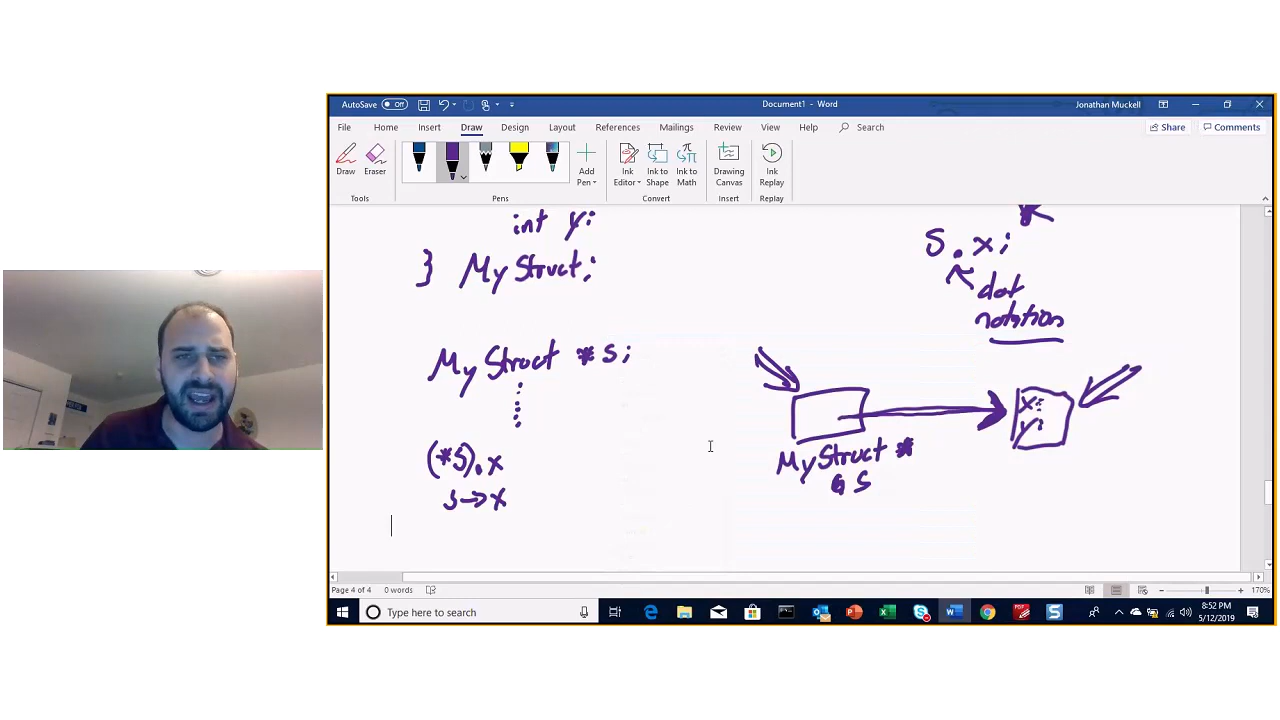 AutoSave Off Document1 - Word Jonathan Muckell
File Home Insert Draw Design Layout References Mailings Review View Help Search Share Comments
Draw Eraser Add Pen Ink Editor Ink to Shape Ink to Math Drawing Canvas Ink Replay
Tools Pens Convert Insert Replay
int y;
} MyStruct;
S.x;
dot
notation
MyStruct *s;
(*S).x
s→x
x:
y:
MyStruct *
S
Page 4 of 4 0 words 170%
Type here to search
8:52 PM
5/12/2019